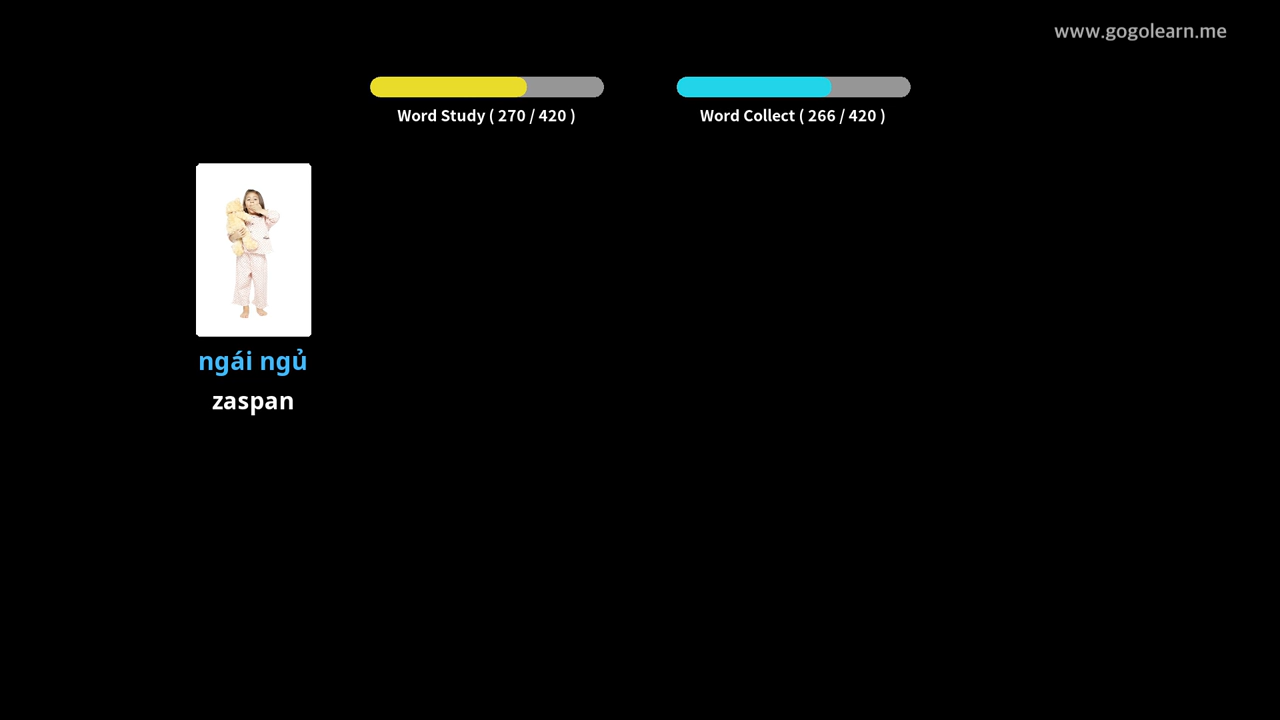 www.gogolearn.me
Word Study ( 270 / 420 )
Word Collect ( 266 / 420 )
ngái ngủ
zaspan